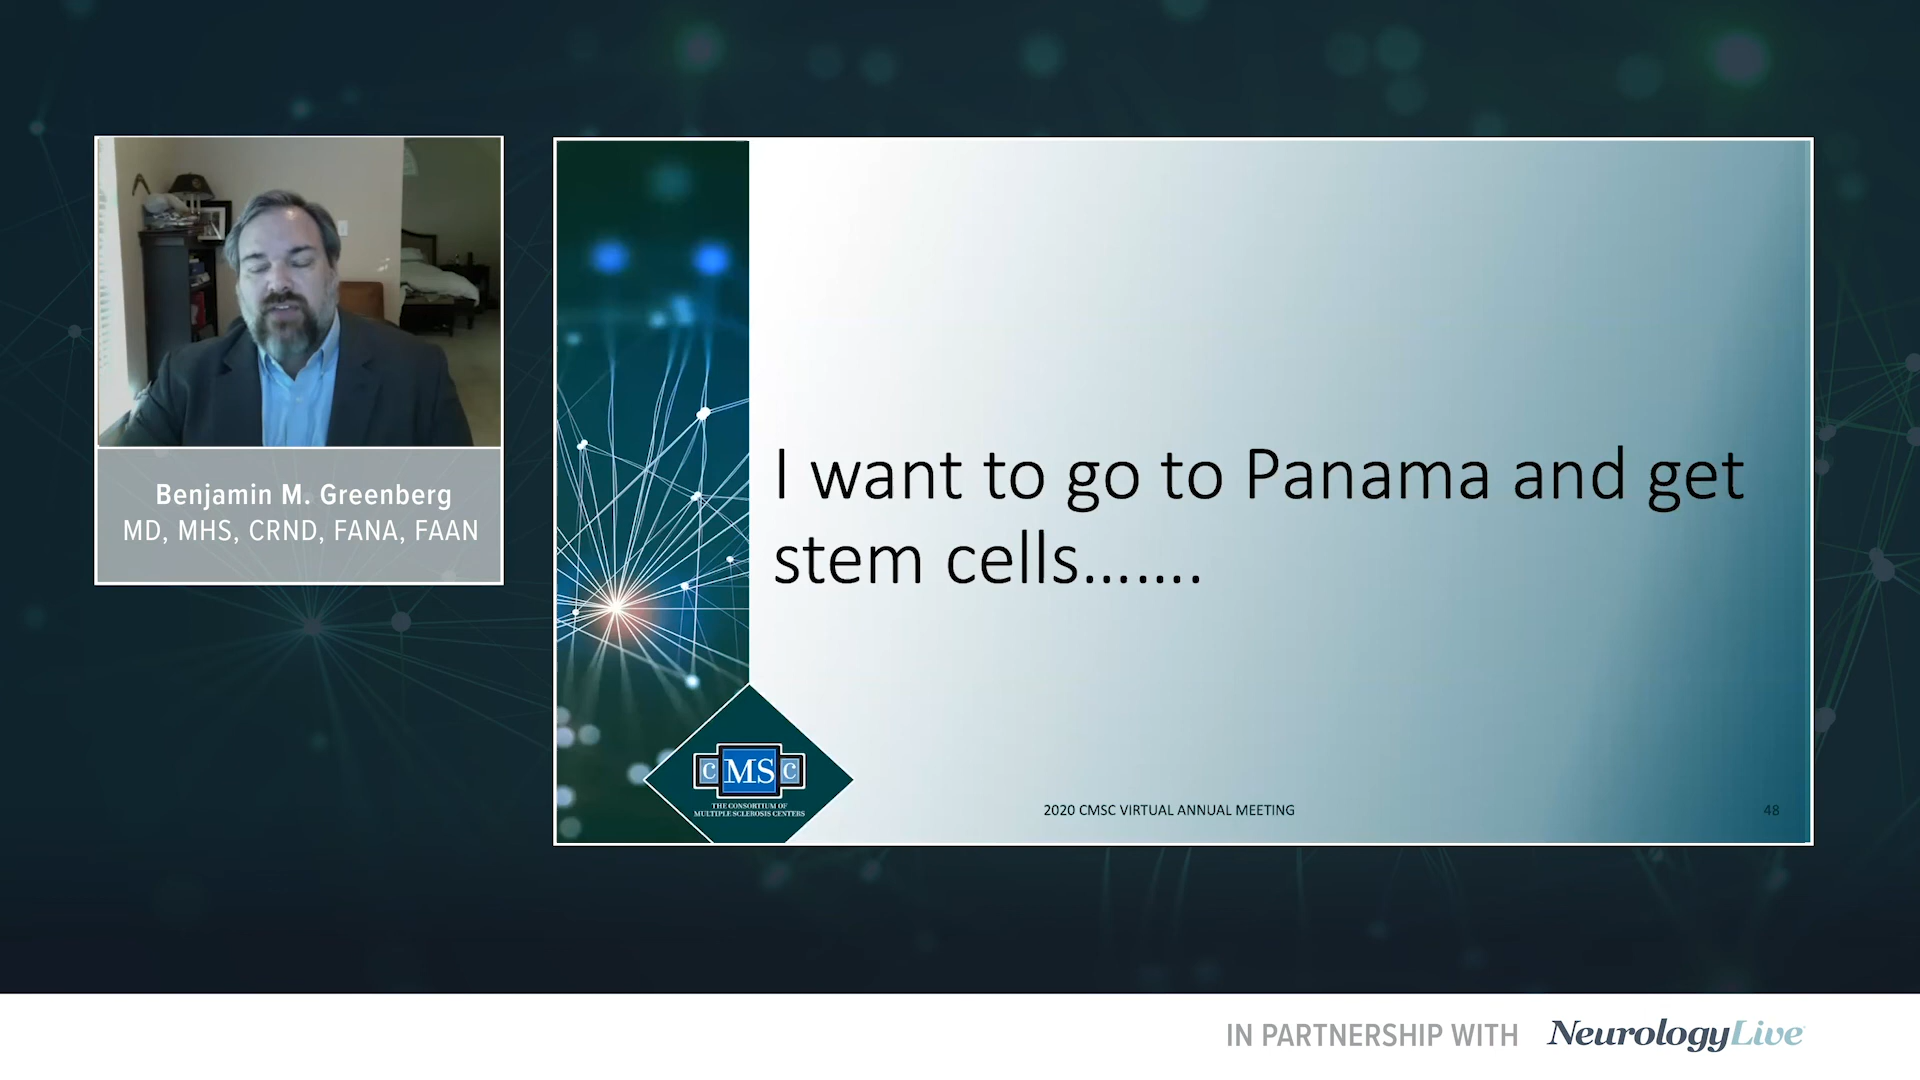 Benjamin M. Greenberg
MD, MHS, CRND, FANA, FAAN
I want to go to Panama and get
stem cells.......
C MS C
THE CONSORTIUM OF
MULTIPLE SCLEROSIS CENTERS
2020 CMSC VIRTUAL ANNUAL MEETING
48
IN PARTNERSHIP WITH NeurologyLive